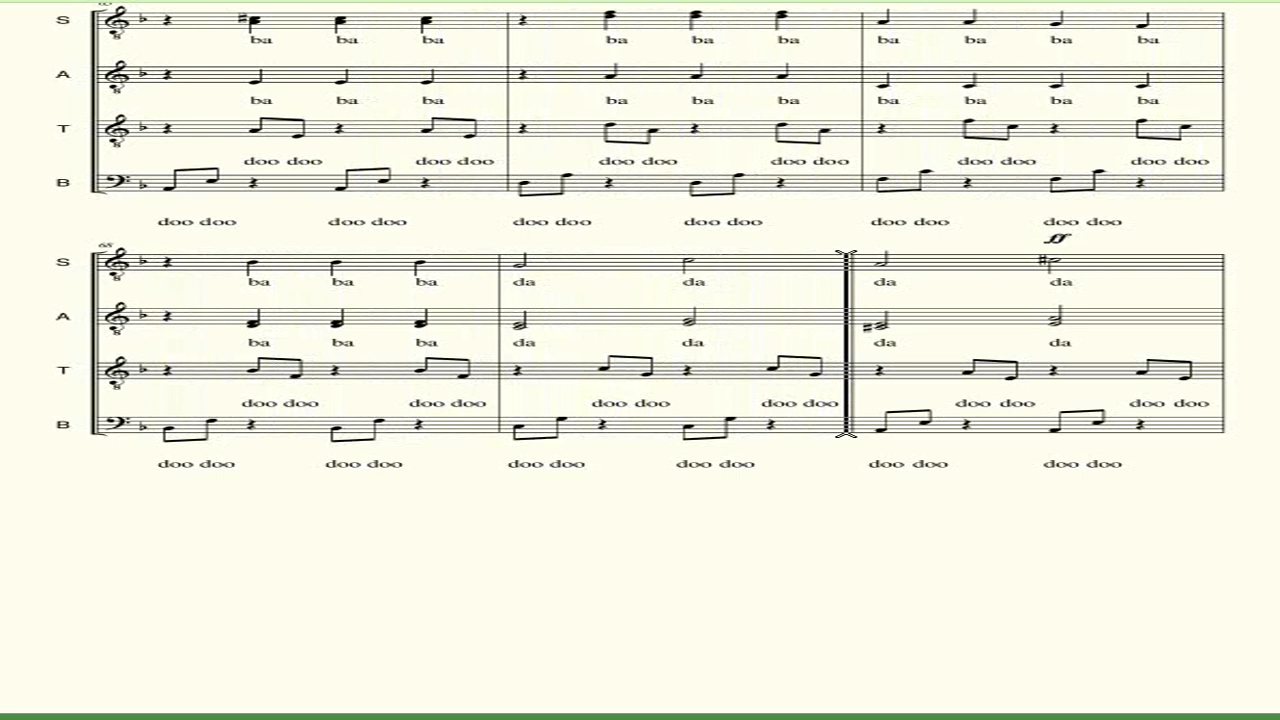 S ba ba ba ba ba ba ba ba ba ba
A ba ba ba ba ba ba ba ba ba ba
T doo doo doo doo doo doo doo doo doo doo doo doo
B doo doo doo doo doo doo doo doo doo doo doo doo
ff
S ba ba ba da da da da
A ba ba ba da da da da
T doo doo doo doo doo doo doo doo doo doo doo doo
B doo doo doo doo doo doo doo doo doo doo doo doo